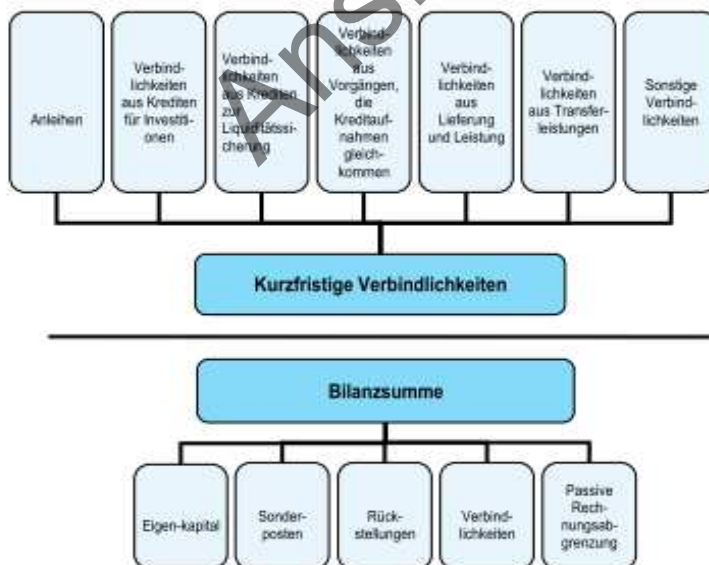 Anleihen
Verbind-
lichkeiten
aus Krediten
für Investiti-
onen
Verbind-
lichkeiten
aus Krediten
zur
Liquiditätssi-
cherung
Verbind-
lichkeiten
aus
Vorgängen,
die
Kreditauf-
nahmen
gleich-
kommen
Verbind-
lichkeiten
aus
Lieferung
und Leistung
Verbind-
lichkeiten
aus Transfer-
leistungen
Sonstige
Verbind-
lichkeiten
Kurzfristige Verbindlichkeiten
Bilanzsumme
Eigen-kapital
Sonder-
posten
Rück-
stellungen
Verbind-
lichkeiten
Passive
Rech-
nungsab-
grenzung